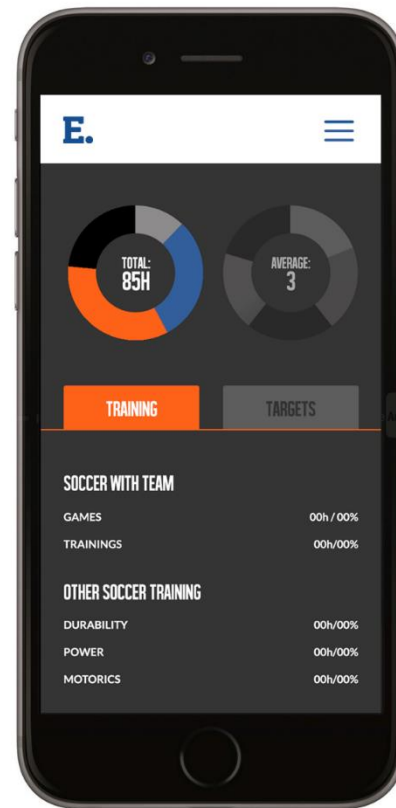 E.
TOTAL:
85H
AVERAGE:
3
TRAINING
TARGETS
SOCCER WITH TEAM
GAMES 00h / 00%
TRAININGS 00h/00%
OTHER SOCCER TRAINING
DURABILITY 00h/00%
POWER 00h/00%
MOTORICS 00h/00%